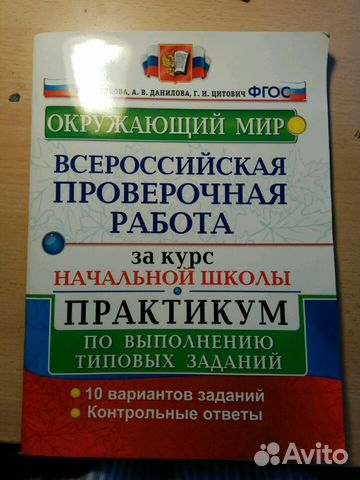 А. В. ДАНИЛОВА, Г. И. ЦИТОВИЧ ФГОС
ОКРУЖАЮЩИЙ МИР
ВСЕРОССИЙСКАЯ
ПРОВЕРОЧНАЯ
РАБОТА
за курс
НАЧАЛЬНОЙ ШКОЛЫ
ПРАКТИКУМ
ПО ВЫПОЛНЕНИЮ
ТИПОВЫХ ЗАДАНИЙ
• 10 вариантов заданий
• Контрольные ответы
Avito